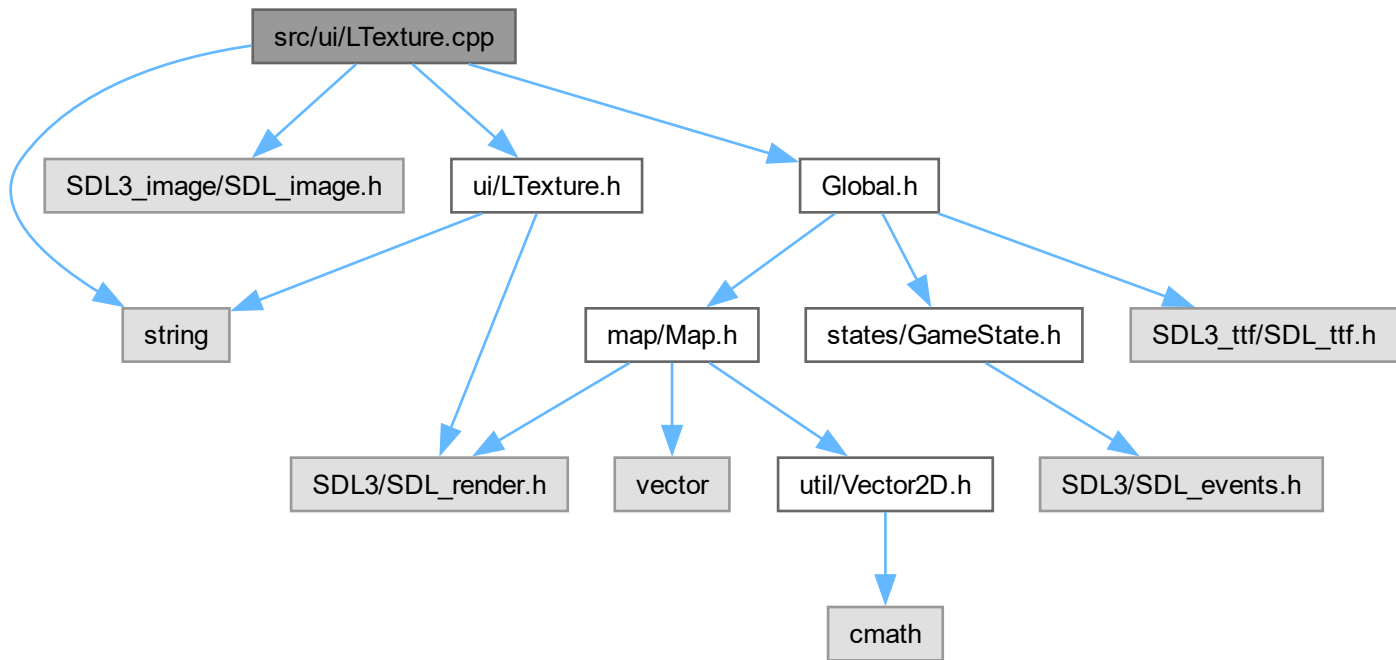 src/ui/LTexture.cpp
SDL3_image/SDL_image.h
ui/LTexture.h
Global.h
string
map/Map.h
states/GameState.h
SDL3_ttf/SDL_ttf.h
SDL3/SDL_render.h
vector
util/Vector2D.h
SDL3/SDL_events.h
cmath